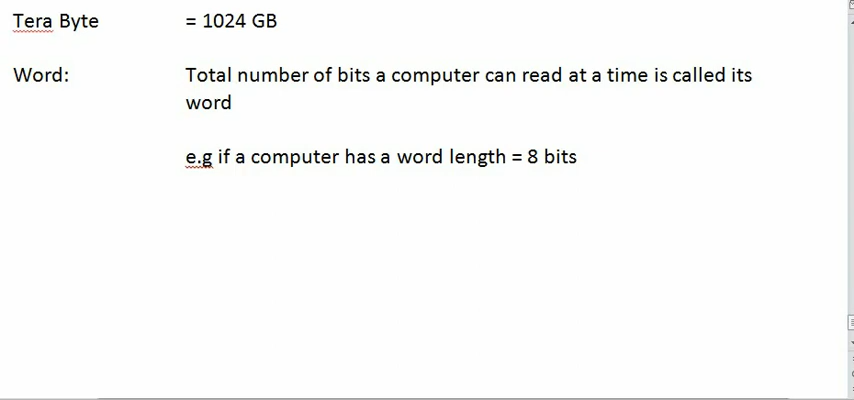 Tera Byte = 1024 GB
Word: Total number of bits a computer can read at a time is called its
word
e.g if a computer has a word length = 8 bits